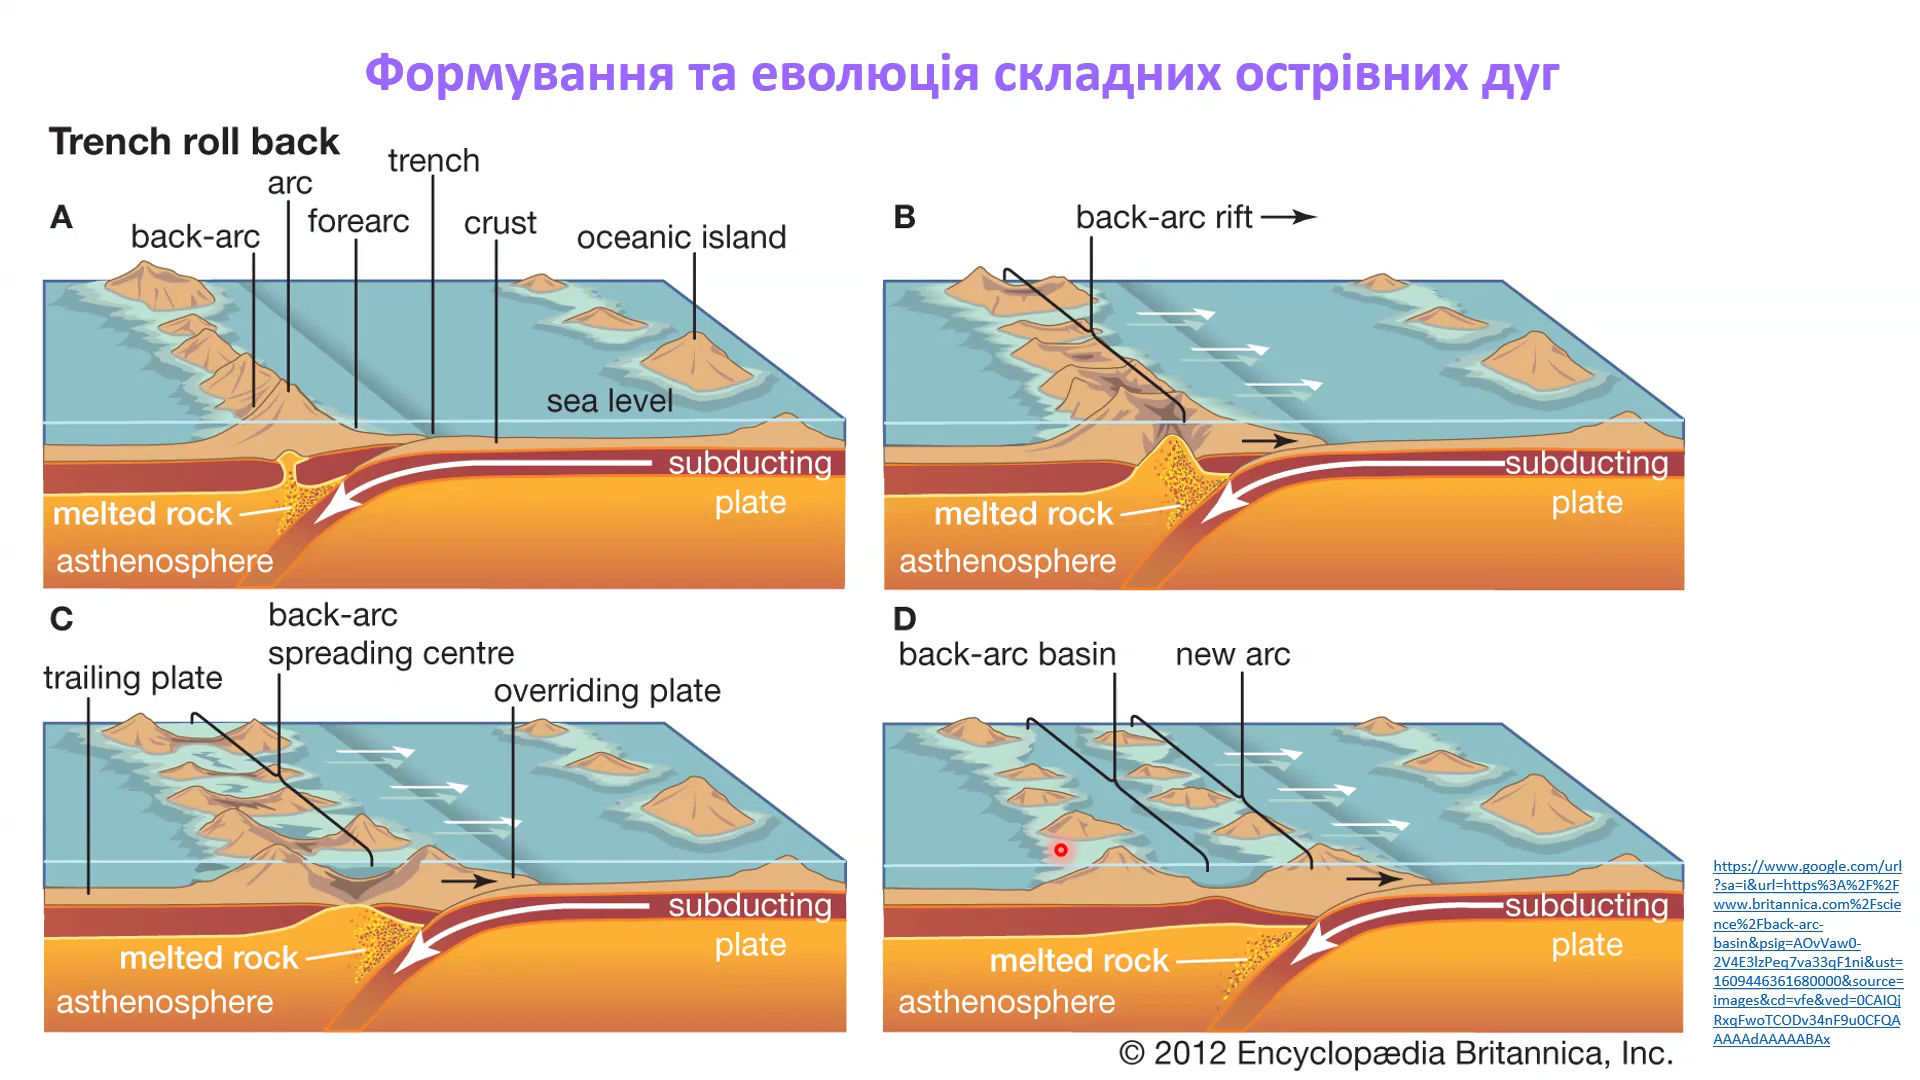 Формування та еволюція складних острівних дуг
Trench roll back
A
back-arc
arc
forearc
trench
crust
oceanic island
sea level
subducting
plate
melted rock
asthenosphere
B
back-arc rift
subducting
plate
melted rock
asthenosphere
C
trailing plate
back-arc
spreading centre
overriding plate
subducting
plate
melted rock
asthenosphere
D
back-arc basin
new arc
subducting
plate
melted rock
asthenosphere
https://www.google.com/url
?sa=i&url=https%3A%2F%2F
www.britannica.com%2Fscie
nce%2Fback-arc-
basin&psig=AOvVaw0-
2V4E3lzPeq7va33qF1ni&ust=
1609446361680000&source=
images&cd=vfe&ved=0CAIQj
RxqFwoTCODv34nF9u0CFQA
AAAAdAAAAABAx
© 2012 Encyclopædia Britannica, Inc.